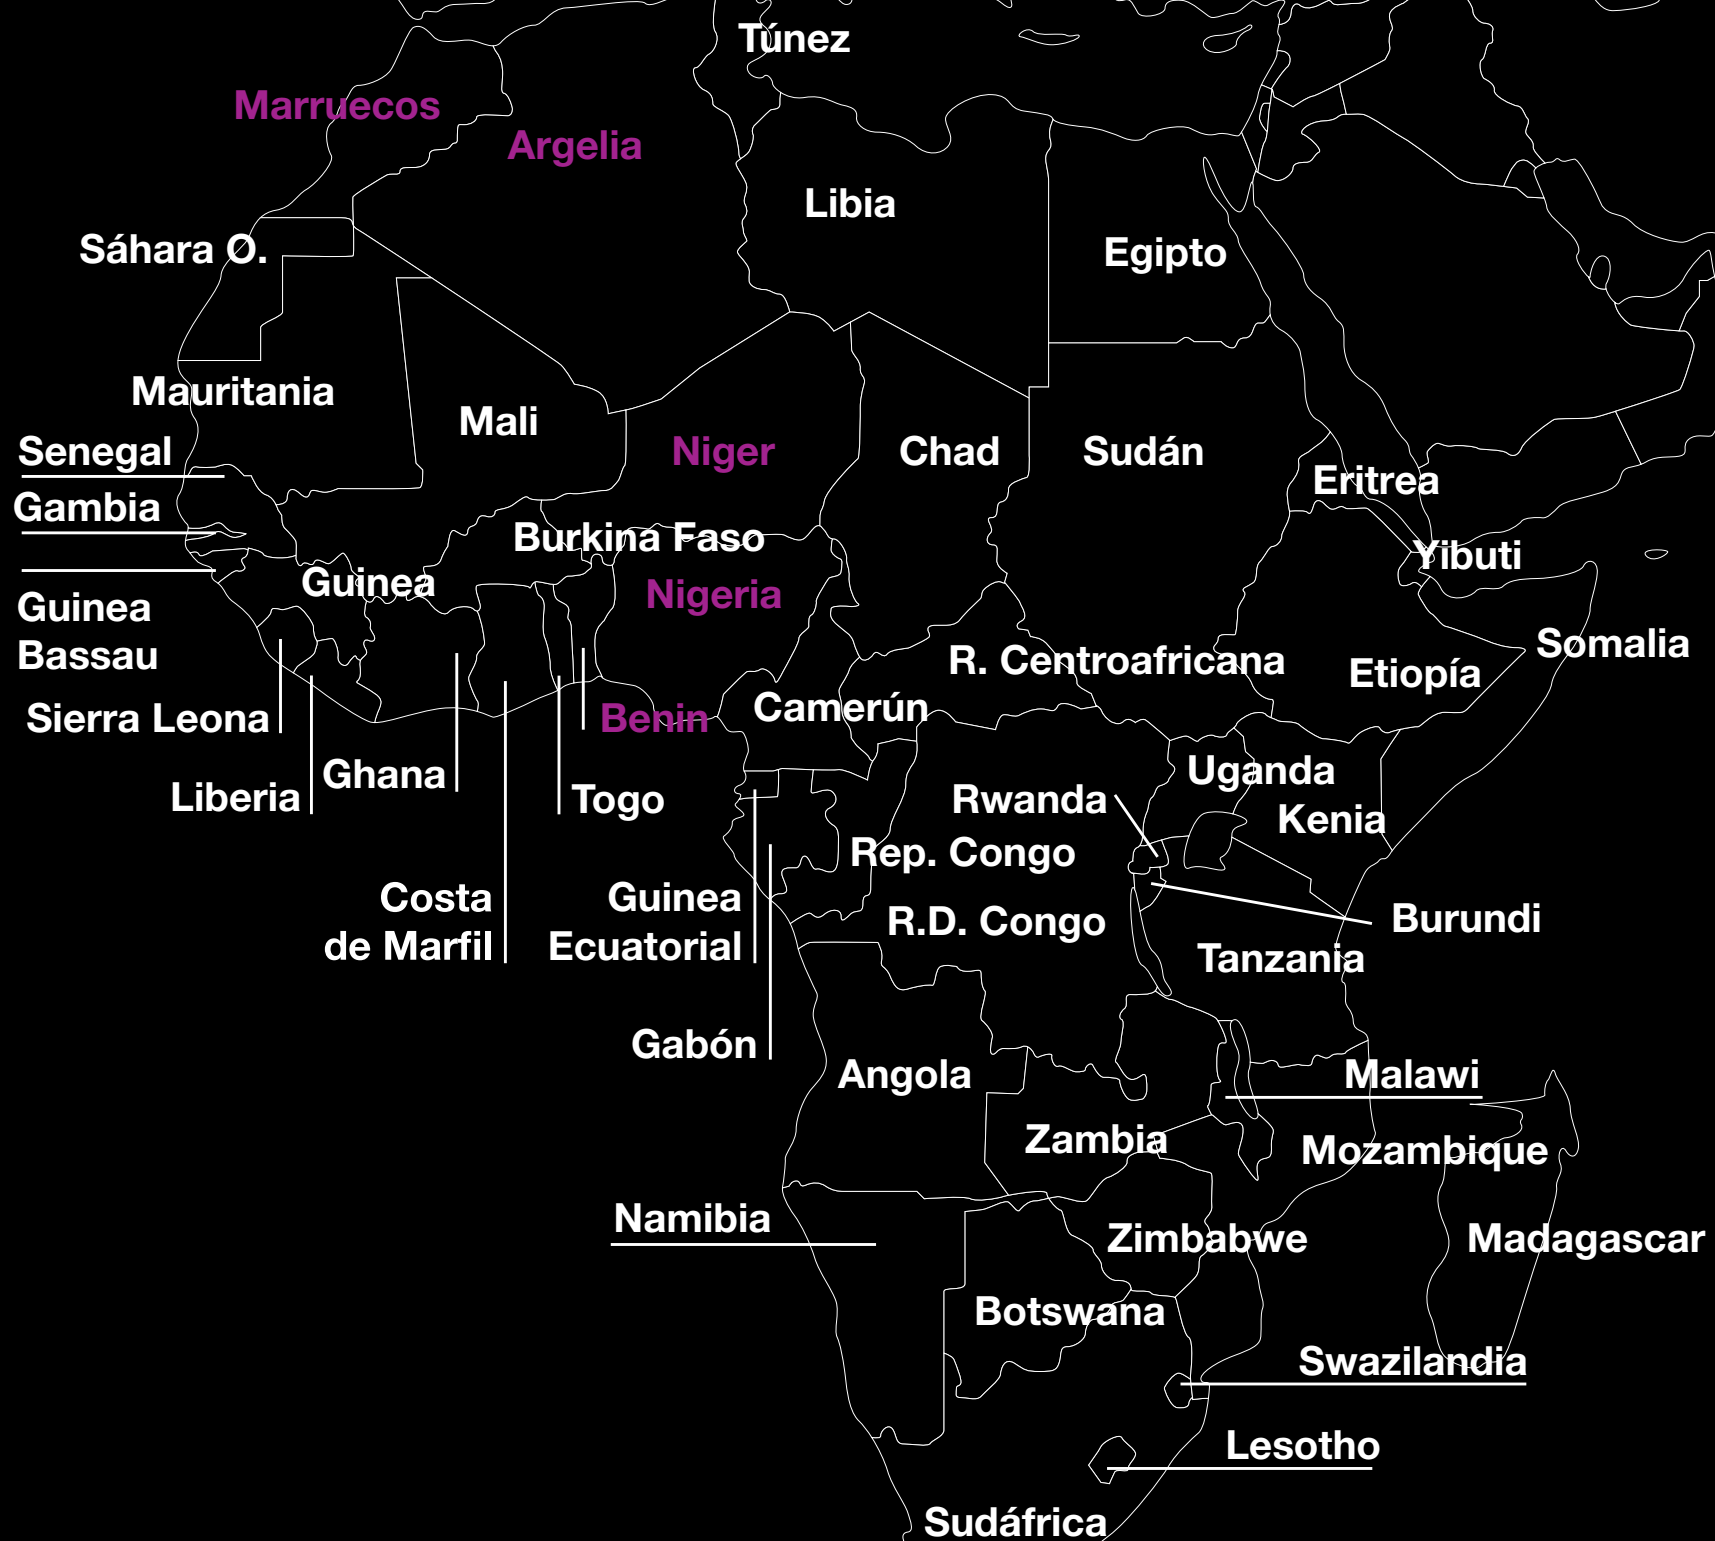 Túnez
Marruecos
Argelia
Libia
Sáhara O.
Egipto
Mauritania
Mali
Senegal
Niger
Chad
Sudán
Eritrea
Gambia
Burkina Faso
Yibuti
Guinea
Nigeria
Guinea
Bassau
Somalia
R. Centroafricana
Etiopía
Sierra Leona
Benin
Camerún
Ghana
Uganda
Liberia
Togo
Rwanda
Kenia
Rep. Congo
Costa
de Marfil
Guinea
Ecuatorial
R.D. Congo
Burundi
Tanzania
Gabón
Angola
Malawi
Zambia
Mozambique
Namibia
Zimbabwe
Madagascar
Botswana
Swazilandia
Lesotho
Sudáfrica